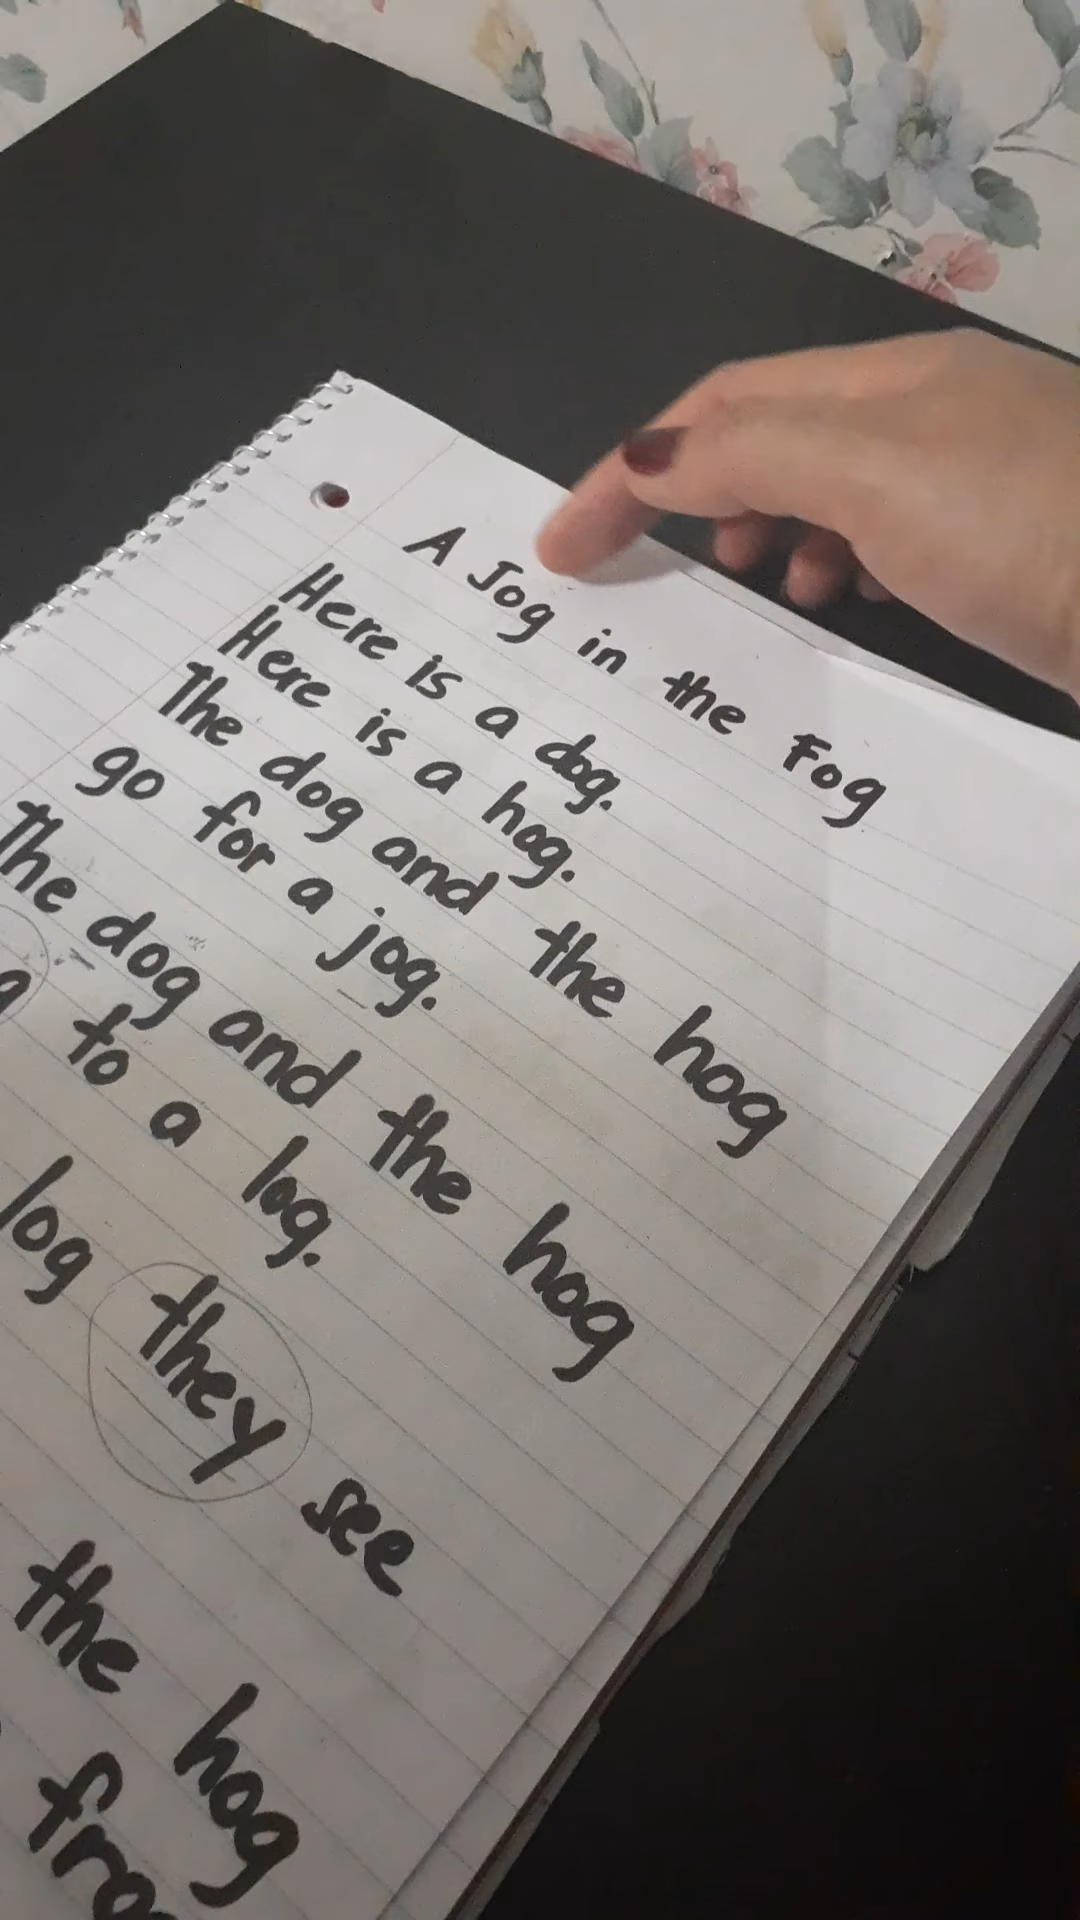 A Jog in the Fog
Here is a dog.
Here is a hog.
The dog and the hog
go for a jog.
The dog and the hog
to a log.
log they see
the hog